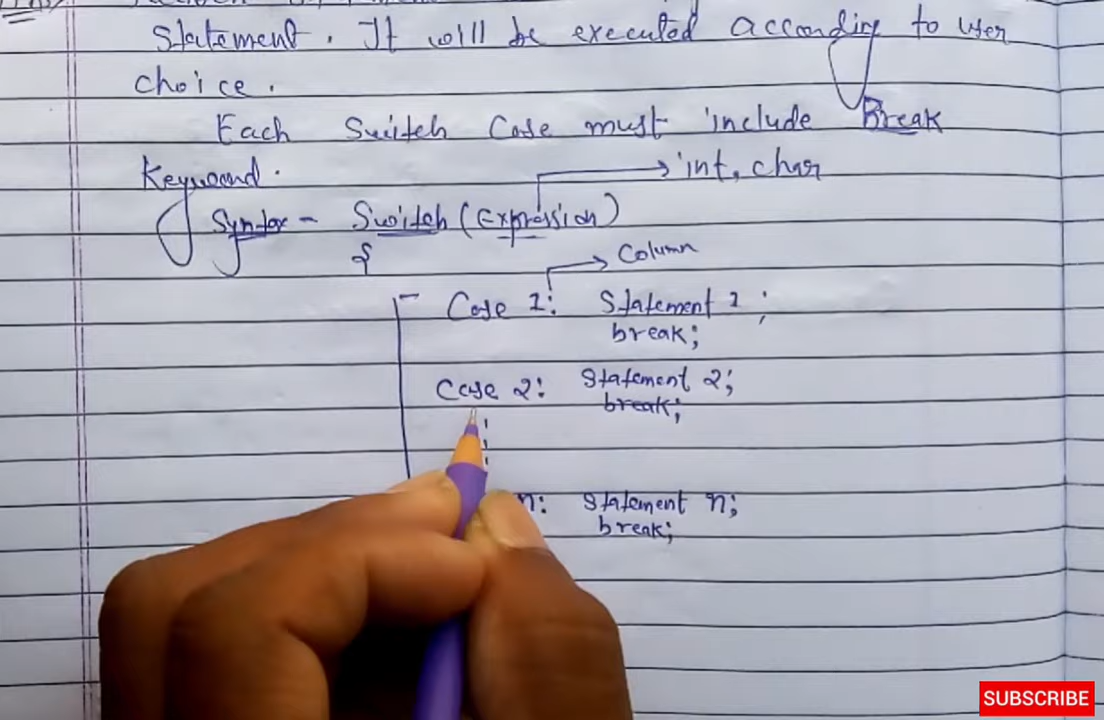 Statement. It will be executed according to user
choice.
Each Switch Case must include Break
Keyword.
int, char
Syntax - Switch (Expression)
{
Column
Case 1: Statement 1;
break;
Case 2: Statement 2;
break;
n: Statement n;
break;
SUBSCRIBE